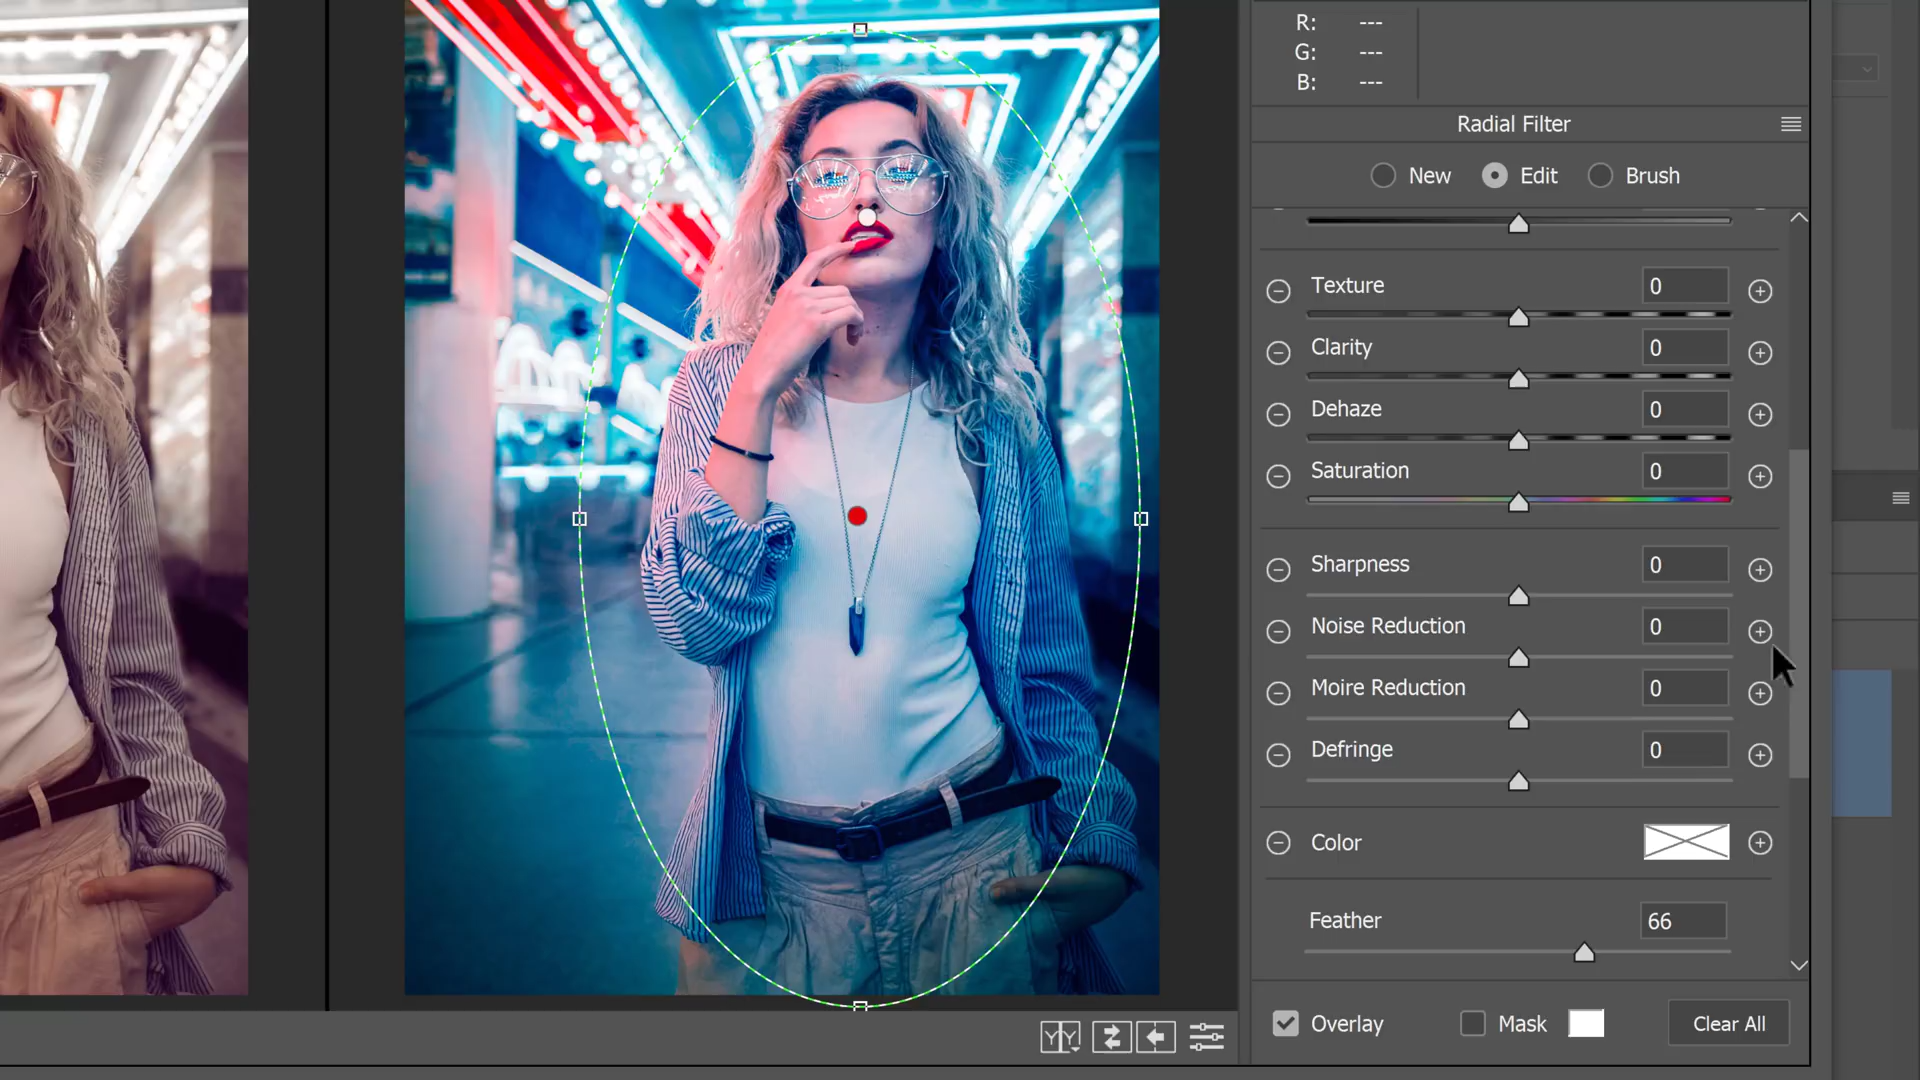 R: ---
G: ---
B: ---
Radial Filter
New Edit Brush
Texture 0
Clarity 0
Dehaze 0
Saturation 0
Sharpness 0
Noise Reduction 0
Moire Reduction 0
Defringe 0
Color
Feather 66
Y Y
Overlay Mask Clear All